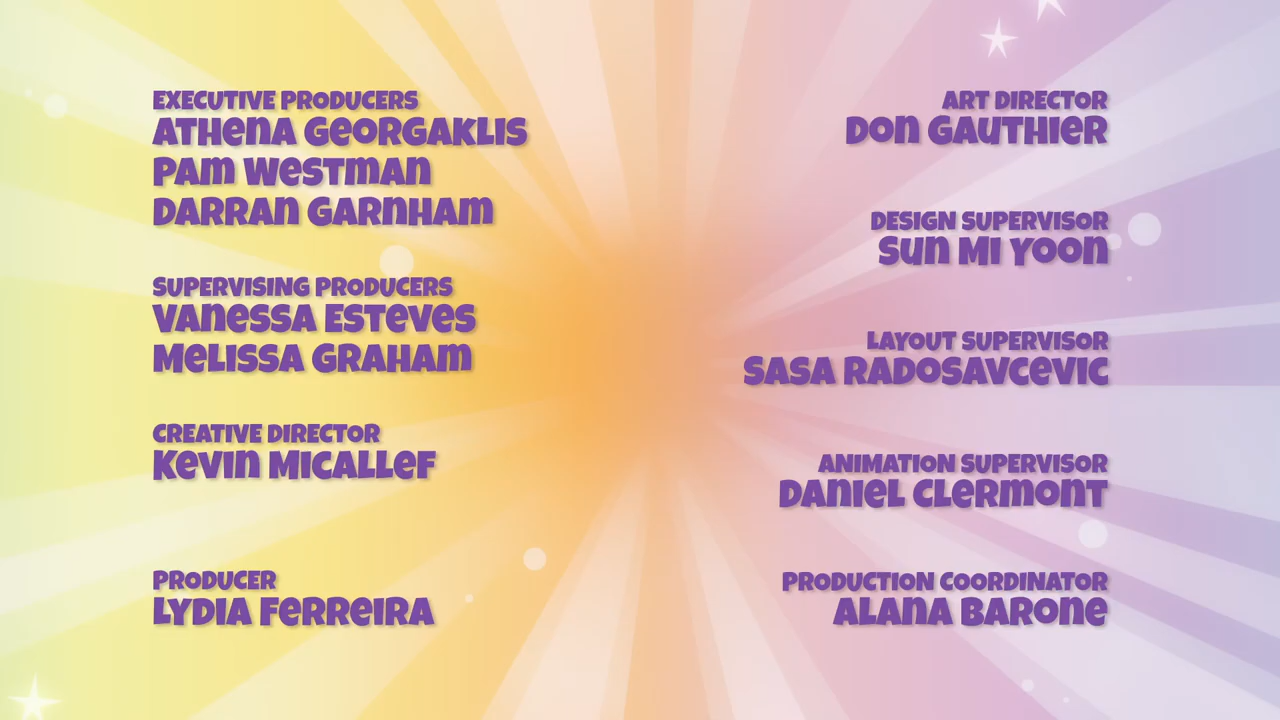 EXECUTIVE PRODUCERS
ATHENA GEORGAKLIS
PAM WESTMAN
DARRAN GARNHAM
SUPERVISING PRODUCERS
VANESSA ESTEVES
MELISSA GRAHAM
CREATIVE DIRECTOR
KEVIN MICALLEF
PRODUCER
LYDIA FERREIRA
ART DIRECTOR
DON GAUTHIER
DESIGN SUPERVISOR
SUN MI YOON
LAYOUT SUPERVISOR
SASA RADOSAVCEVIC
ANIMATION SUPERVISOR
DANIEL CLERMONT
PRODUCTION COORDINATOR
ALANA BARONE